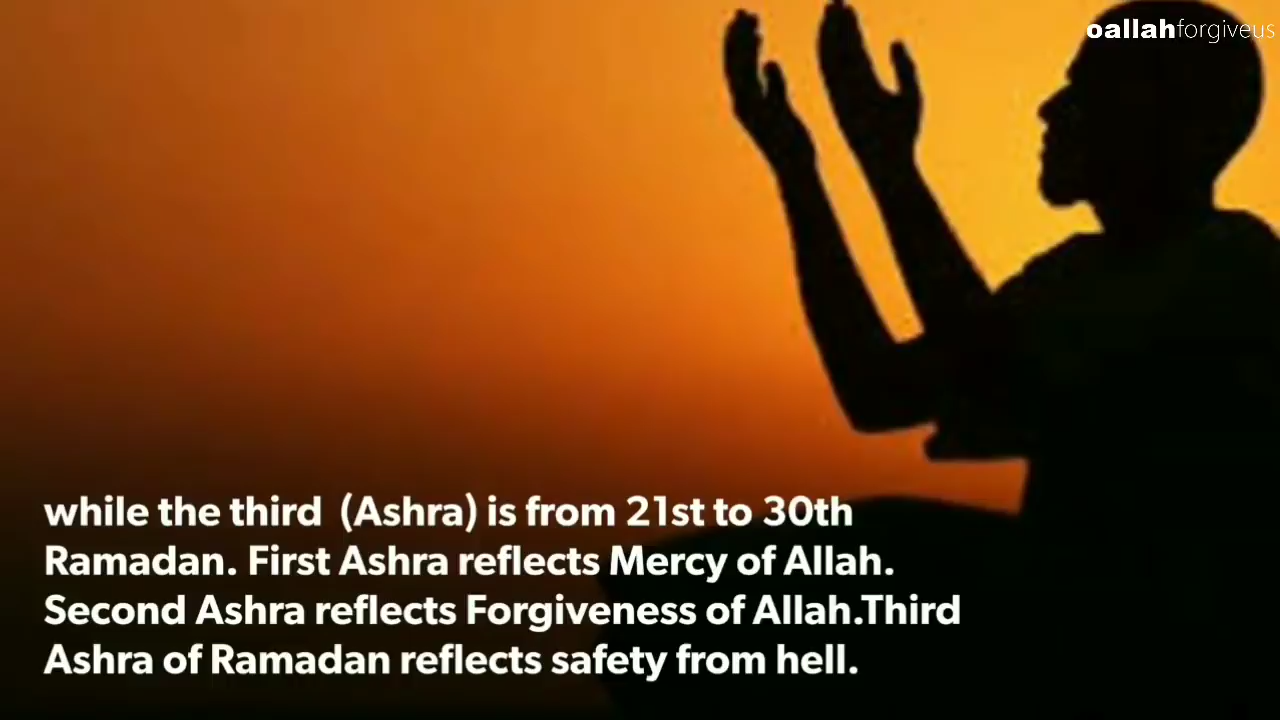 oallahforgiveus
while the third  (Ashra) is from 21st to 30th
Ramadan. First Ashra reflects Mercy of Allah.
Second Ashra reflects Forgiveness of Allah.Third
Ashra of Ramadan reflects safety from hell.